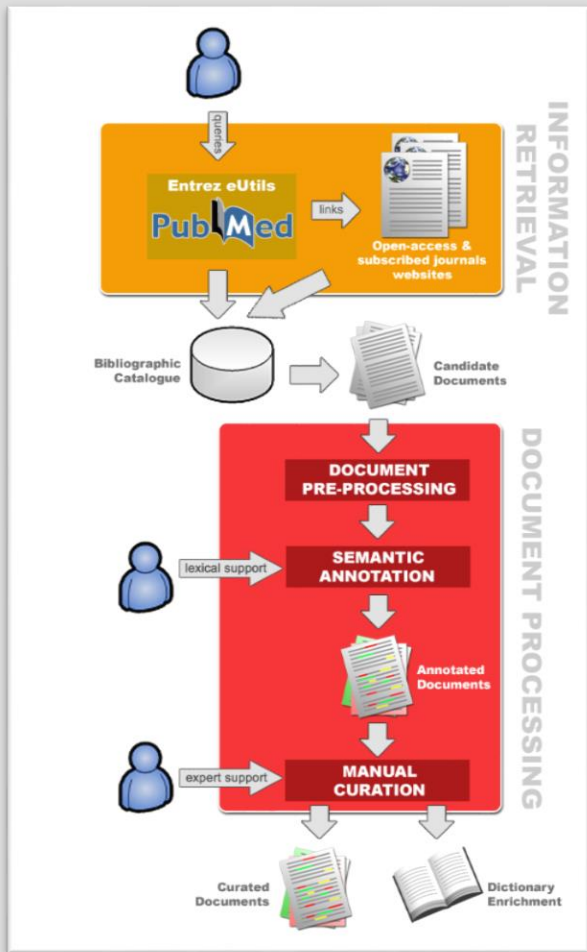 queries
INFORMATION
RETRIEVAL
Entrez eUtils
PubMed
links
Open-access &
subscribed journals
websites
Bibliographic
Catalogue
Candidate
Documents
DOCUMENT PROCESSING
DOCUMENT
PRE-PROCESSING
lexical support
SEMANTIC
ANNOTATION
Annotated
Documents
expert support
MANUAL
CURATION
Curated
Documents
Dictionary
Enrichment